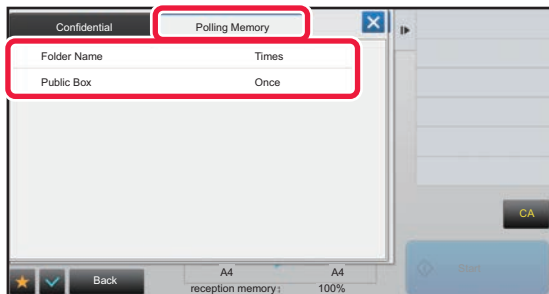 Confidential Polling Memory
Folder Name Times
Public Box Once
CA
Start
Back
A4 A4
reception memory: 100%